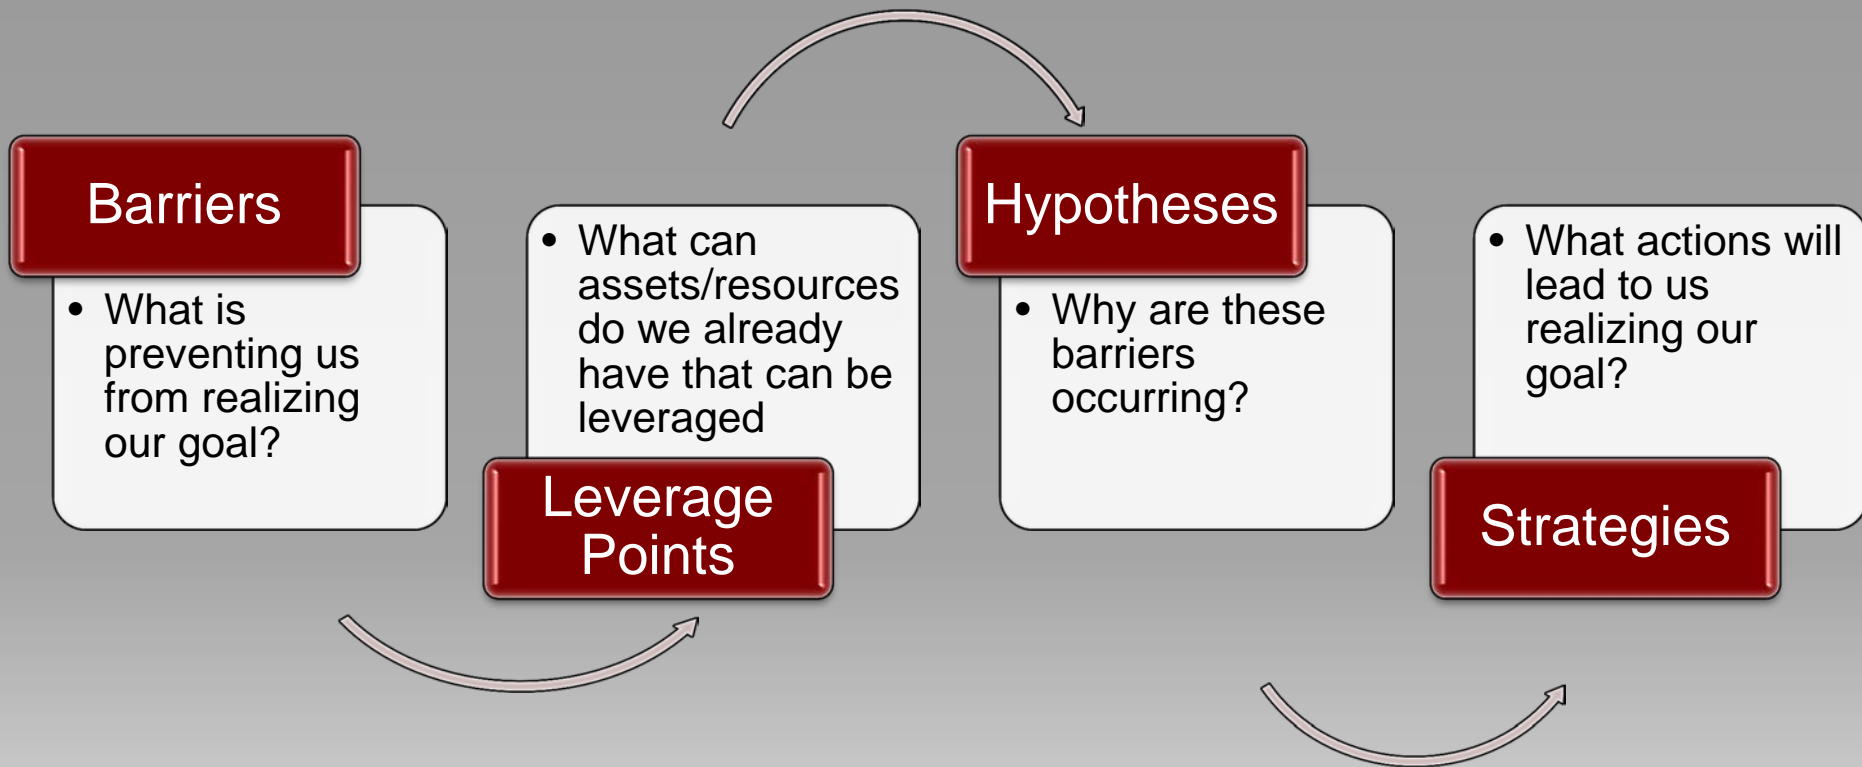 Barriers
• What is
preventing us
from realizing
our goal?
• What can
assets/resources
do we already
have that can be
leveraged
Leverage
Points
Hypotheses
• Why are these
barriers
occurring?
• What actions will
lead to us
realizing our
goal?
Strategies